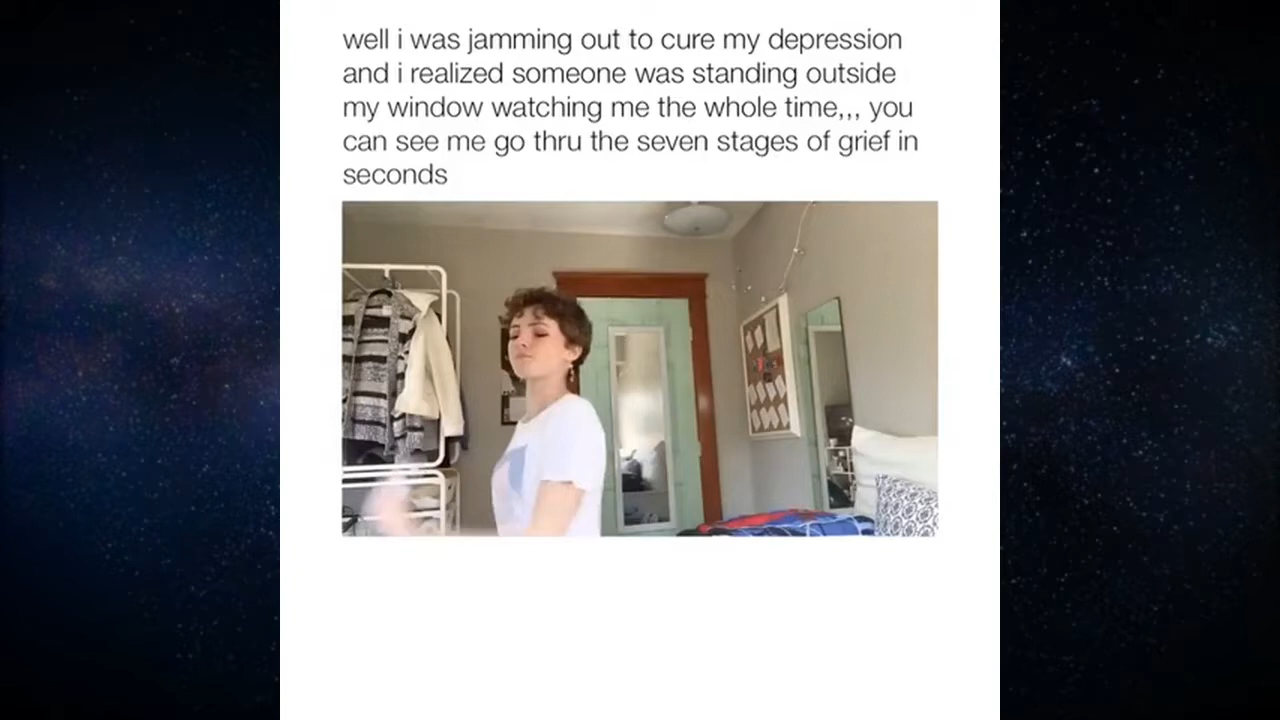 well i was jamming out to cure my depression
and i realized someone was standing outside
my window watching me the whole time,,, you
can see me go thru the seven stages of grief in
seconds